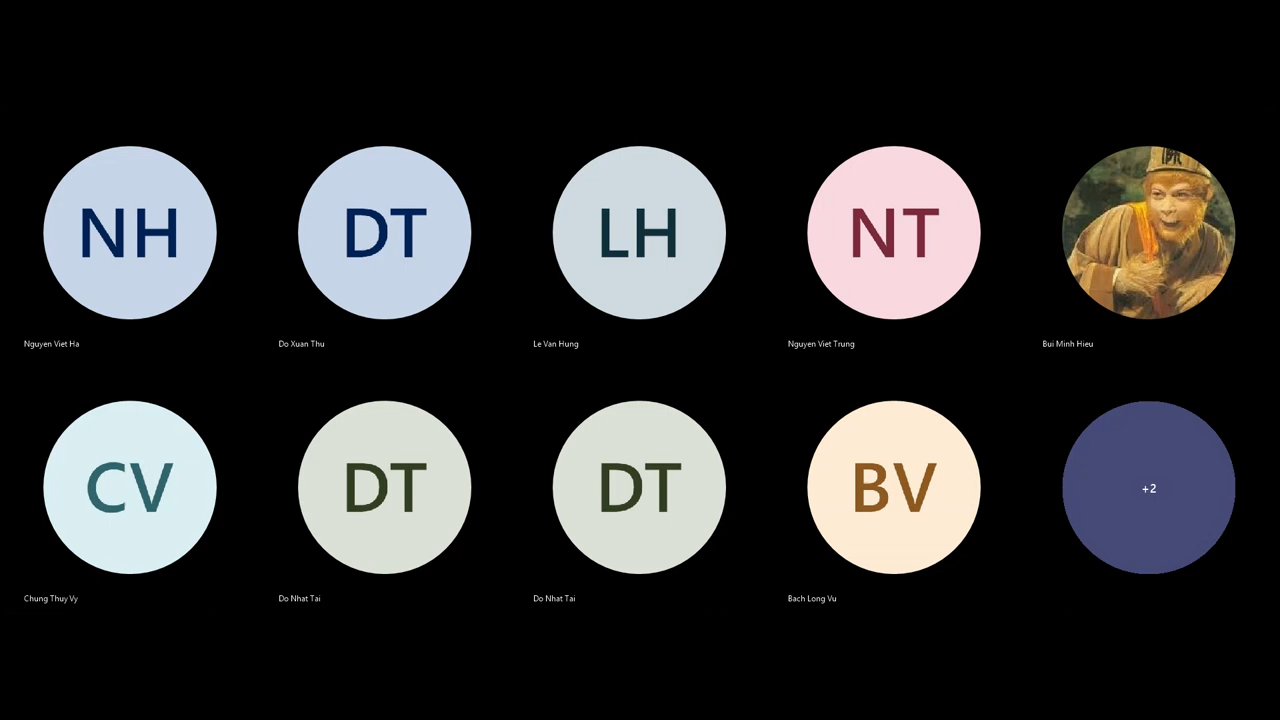 NH
DT
LH
NT
Nguyen Viet Ha
Do Xuan Thu
Le Van Hung
Nguyen Viet Trung
Bui Minh Hieu
CV
DT
DT
BV
+2
Chung Thuy Vy
Do Nhat Tai
Do Nhat Tai
Bach Long Vu